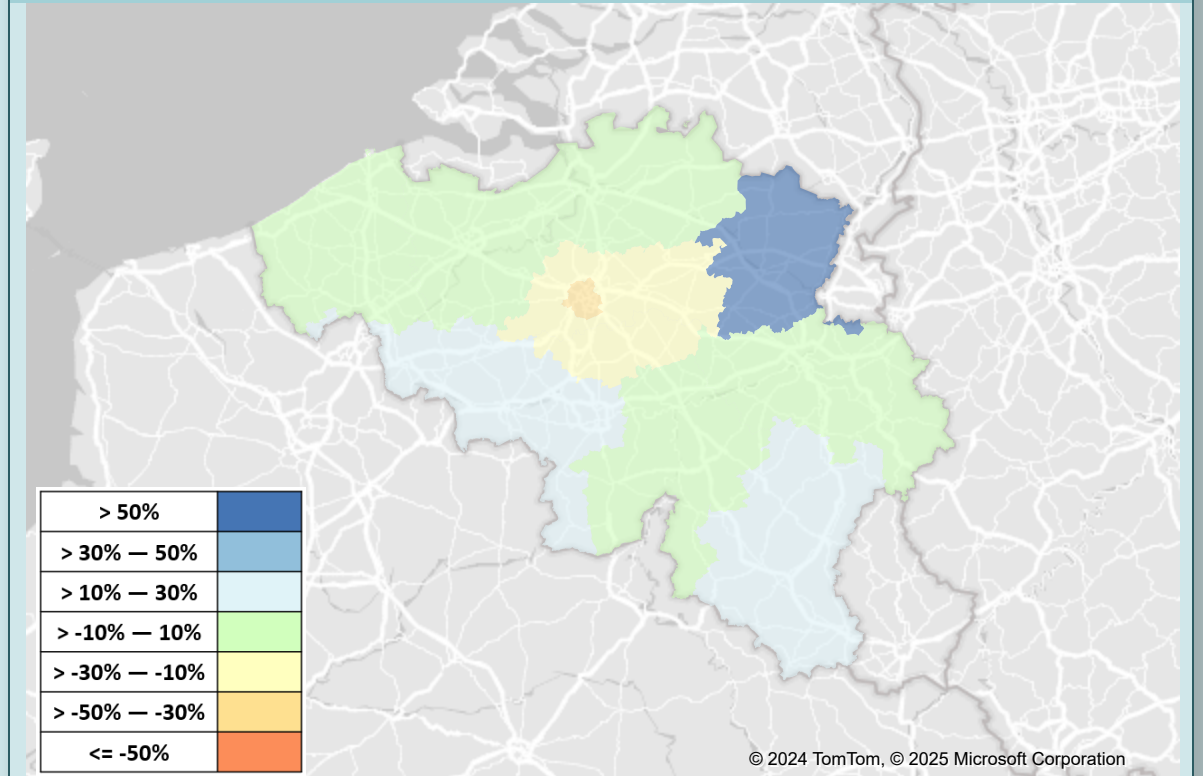 > 50%
> 30% — 50%
> 10% — 30%
> -10% — 10%
> -30% — -10%
> -50% — -30%
<= -50%
© 2024 TomTom, © 2025 Microsoft Corporation